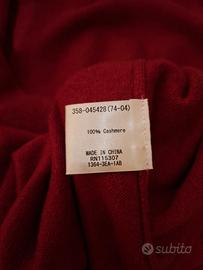 358-045428(74-04)
100% Cashmere
MADE IN CHINA
RN115307
1364-3EA-1AB
subito